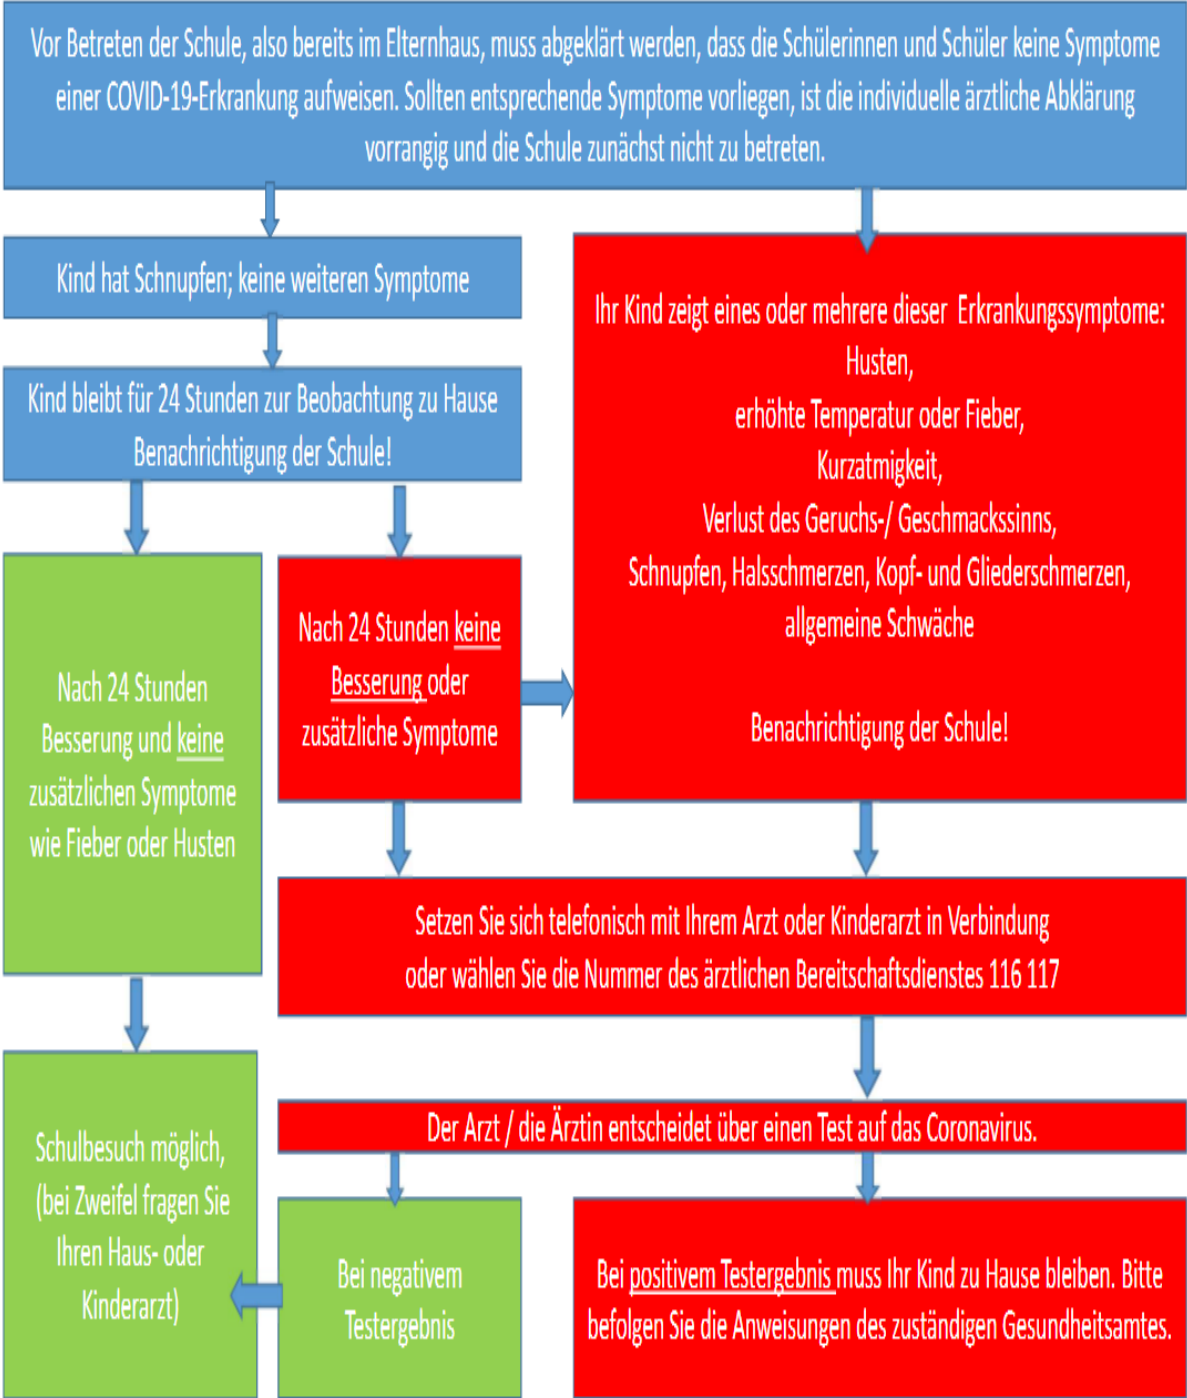 Vor Betreten der Schule, also bereits im Elternhaus, muss abgeklärt werden, dass die Schülerinnen und Schüler keine Symptome
einer COVID-19-Erkrankung aufweisen. Sollten entsprechende Symptome vorliegen, ist die individuelle ärztliche Abklärung
vorrangig und die Schule zunächst nicht zu betreten.
Kind hat Schnupfen; keine weiteren Symptome
Kind bleibt für 24 Stunden zur Beobachtung zu Hause
Benachrichtigung der Schule!
Ihr Kind zeigt eines oder mehrere dieser Erkrankungssymptome:
Husten,
erhöhte Temperatur oder Fieber,
Kurzatmigkeit,
Verlust des Geruchs-/ Geschmackssinns,
Schnupfen, Halsschmerzen, Kopf- und Gliederschmerzen,
allgemeine Schwäche
Benachrichtigung der Schule!
Nach 24 Stunden
Besserung und keine
zusätzlichen Symptome
wie Fieber oder Husten
Nach 24 Stunden keine
Besserung oder
zusätzliche Symptome
Setzen Sie sich telefonisch mit Ihrem Arzt oder Kinderarzt in Verbindung
oder wählen Sie die Nummer des ärztlichen Bereitschaftsdienstes 116 117
Der Arzt / die Ärztin entscheidet über einen Test auf das Coronavirus.
Schulbesuch möglich,
(bei Zweifel fragen Sie
Ihren Haus- oder
Kinderarzt)
Bei negativem
Testergebnis
Bei positivem Testergebnis muss Ihr Kind zu Hause bleiben. Bitte
befolgen Sie die Anweisungen des zuständigen Gesundheitsamtes.